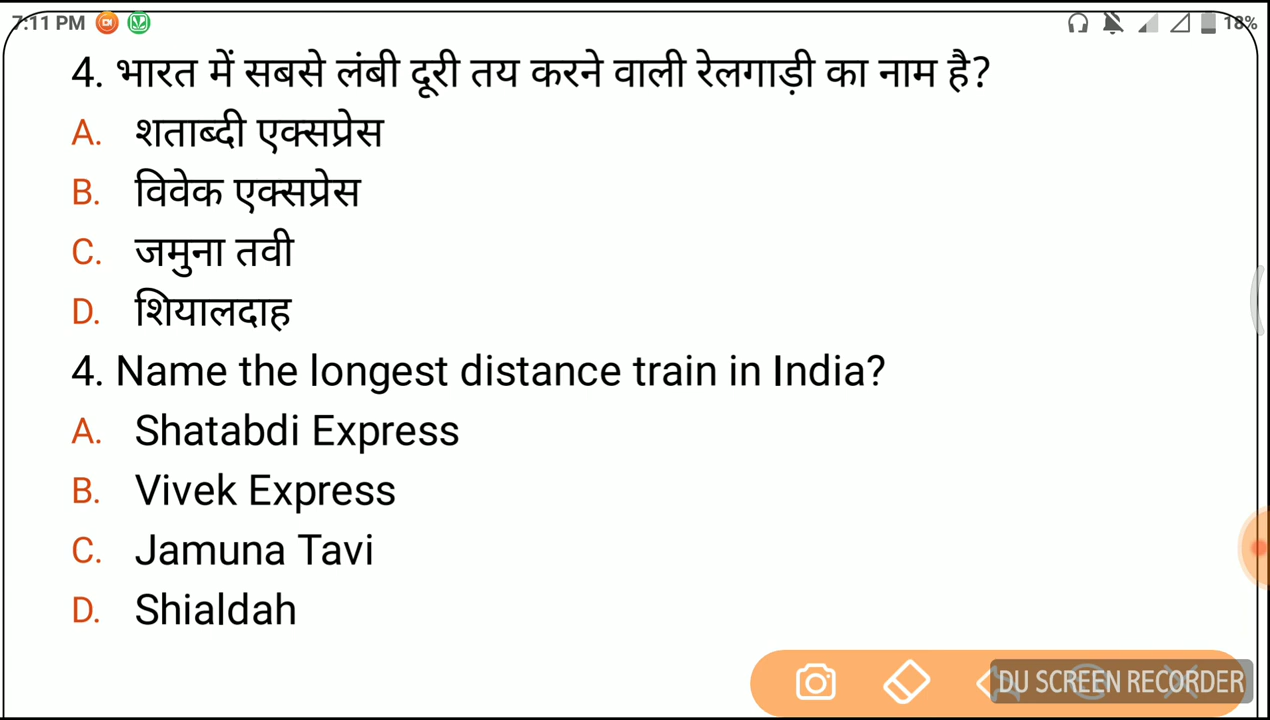 7:11 PM 18%
4. भारत में सबसे लंबी दूरी तय करने वाली रेलगाड़ी का नाम है?
A. शताब्दी एक्सप्रेस
B. विवेक एक्सप्रेस
C. जमुना तवी
D. शियालदाह
4. Name the longest distance train in India?
A. Shatabdi Express
B. Vivek Express
C. Jamuna Tavi
D. Shialdah
DU SCREEN RECORDER